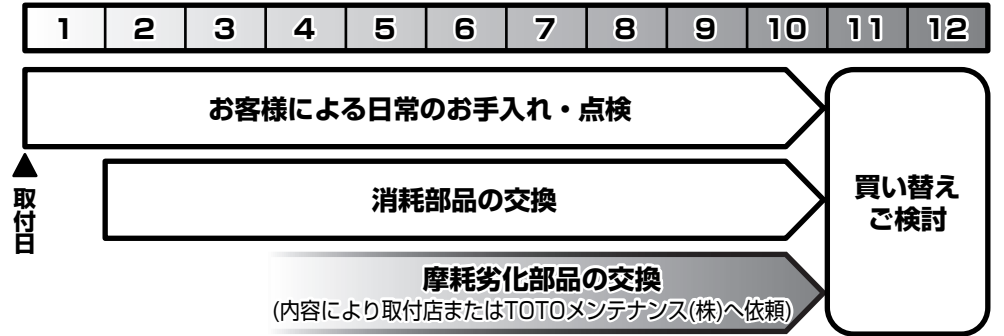 1 2 3 4 5 6 7 8 9 10 11 12
お客様による日常のお手入れ・点検
▲
取付日
消耗部品の交換
買い替え
ご検討
摩耗劣化部品の交換
(内容により取付店またはTOTOメンテナンス(株)へ依頼)